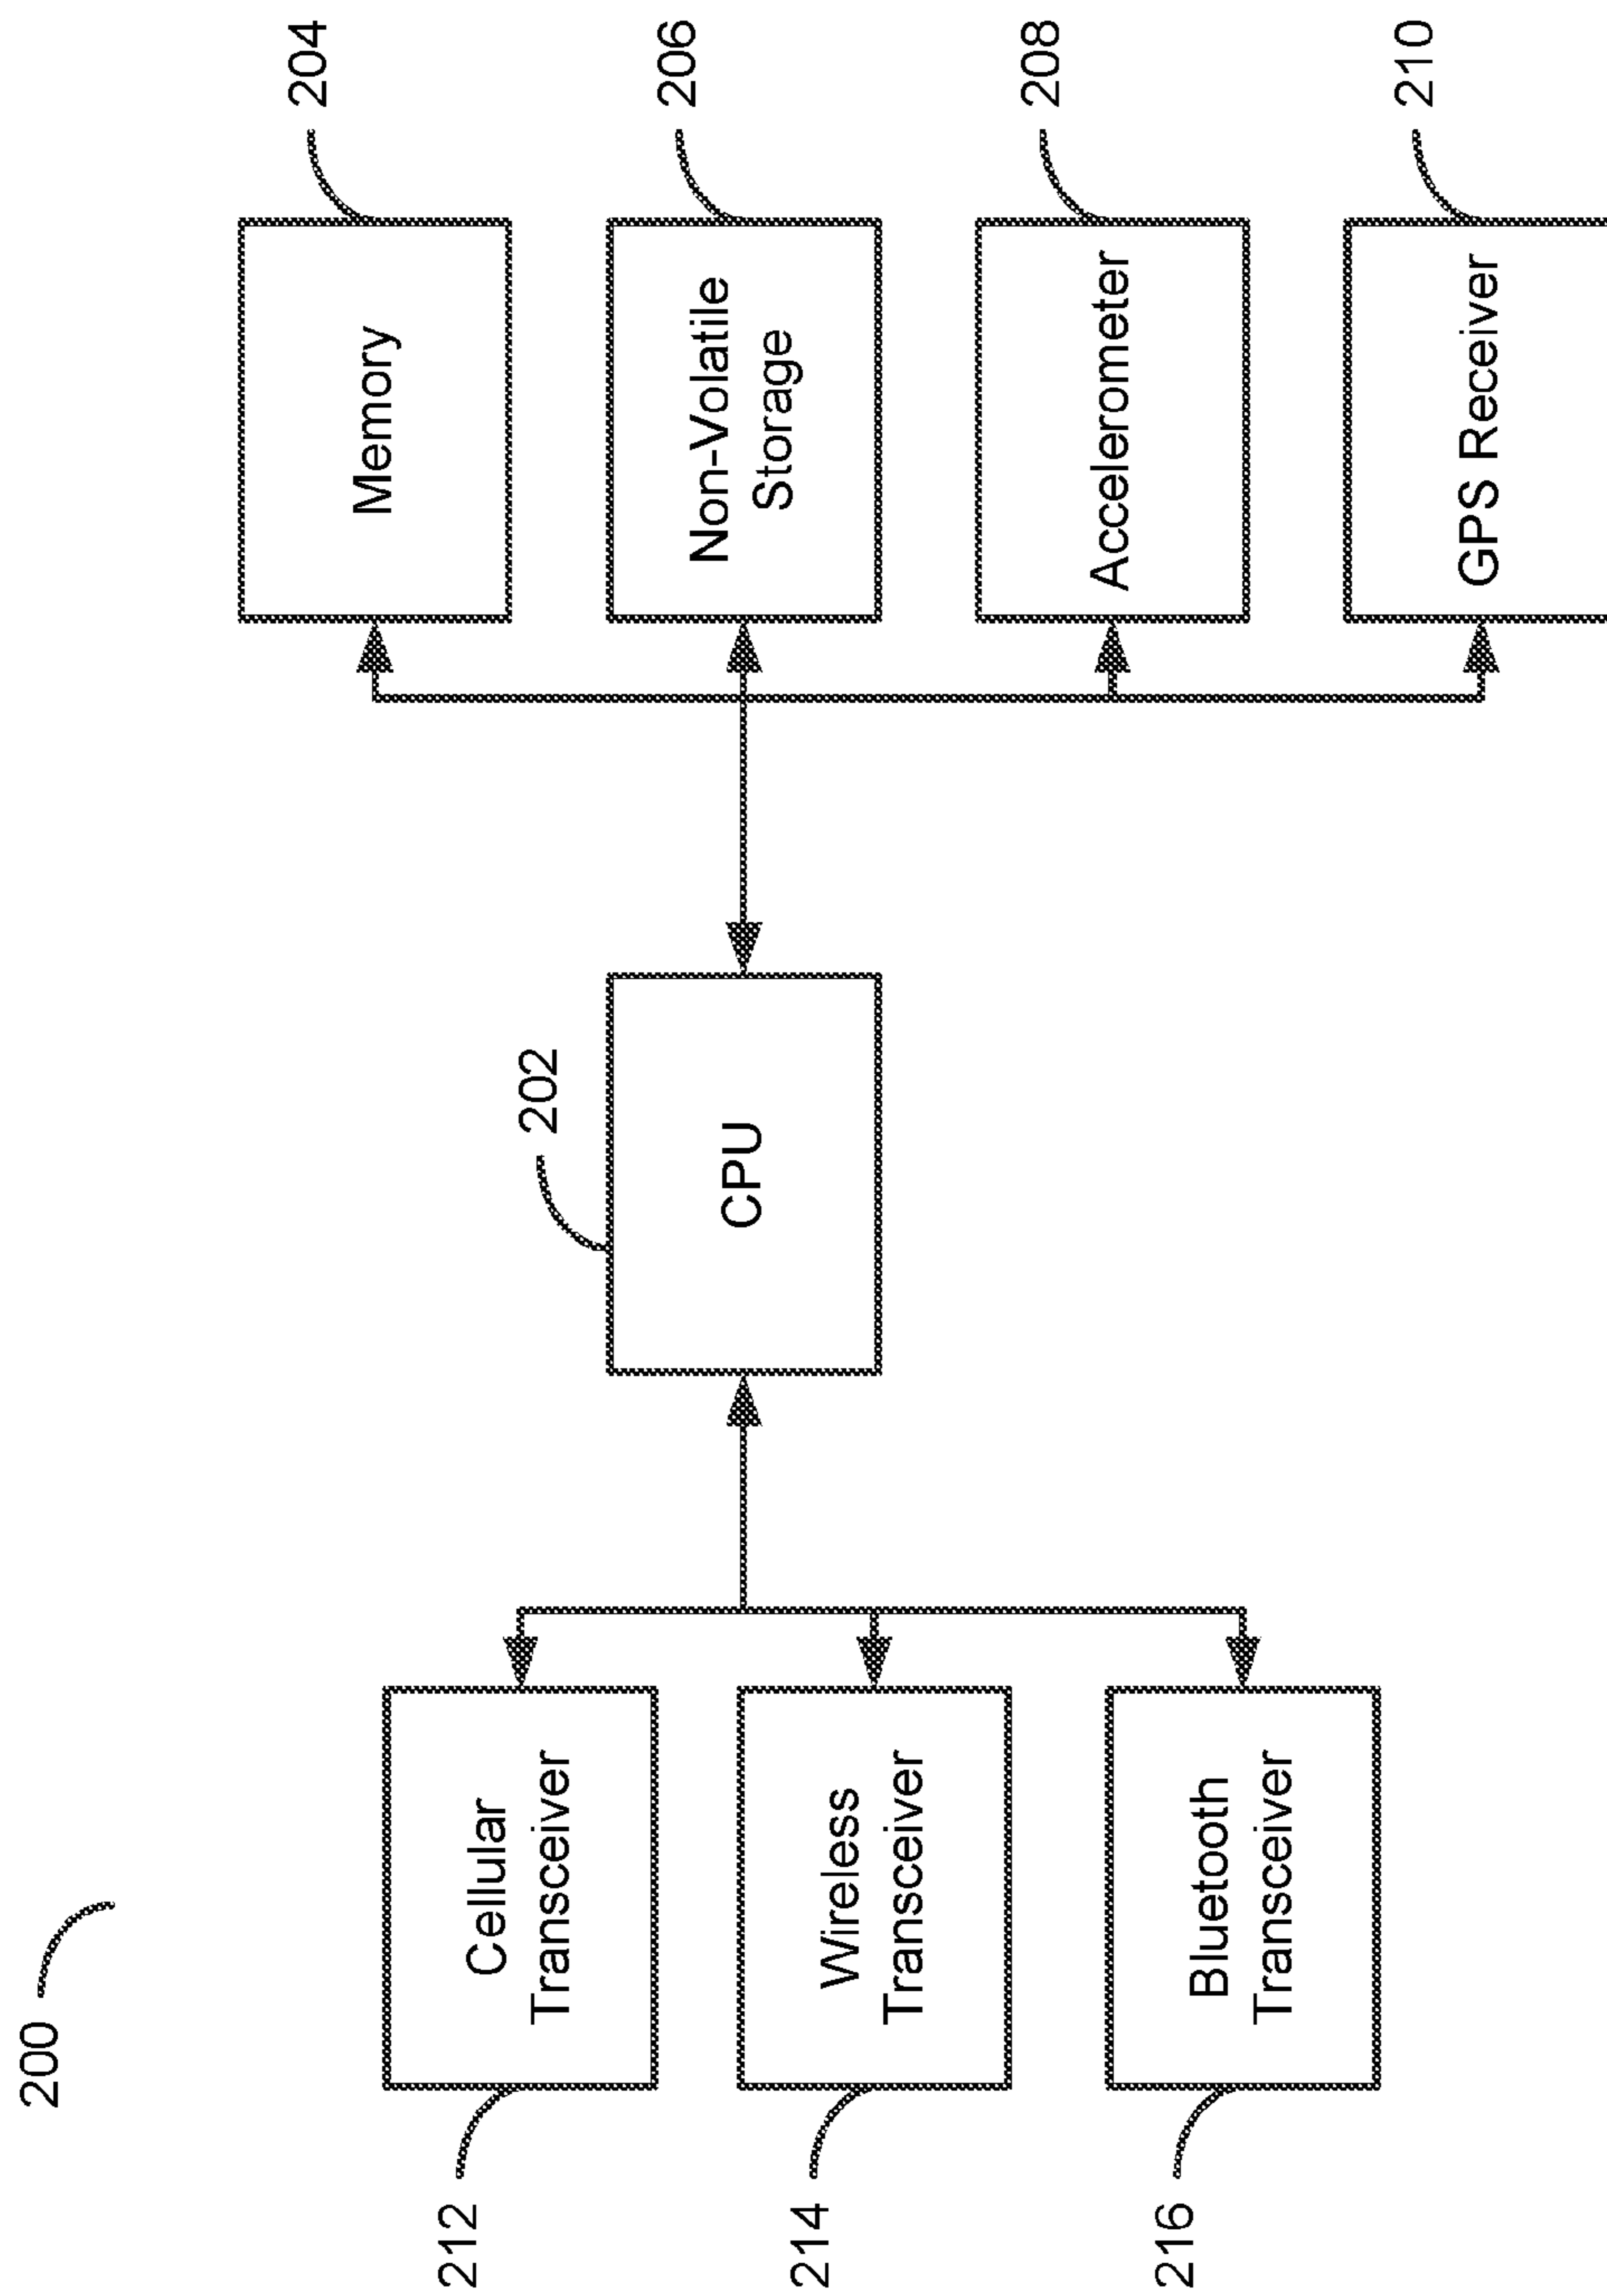 200
212
Cellular
Transceiver
214
Wireless
Transceiver
216
Bluetooth
Transceiver
202
CPU
Memory
204
Non-Volatile
Storage
206
Accelerometer
208
GPS Receiver
210